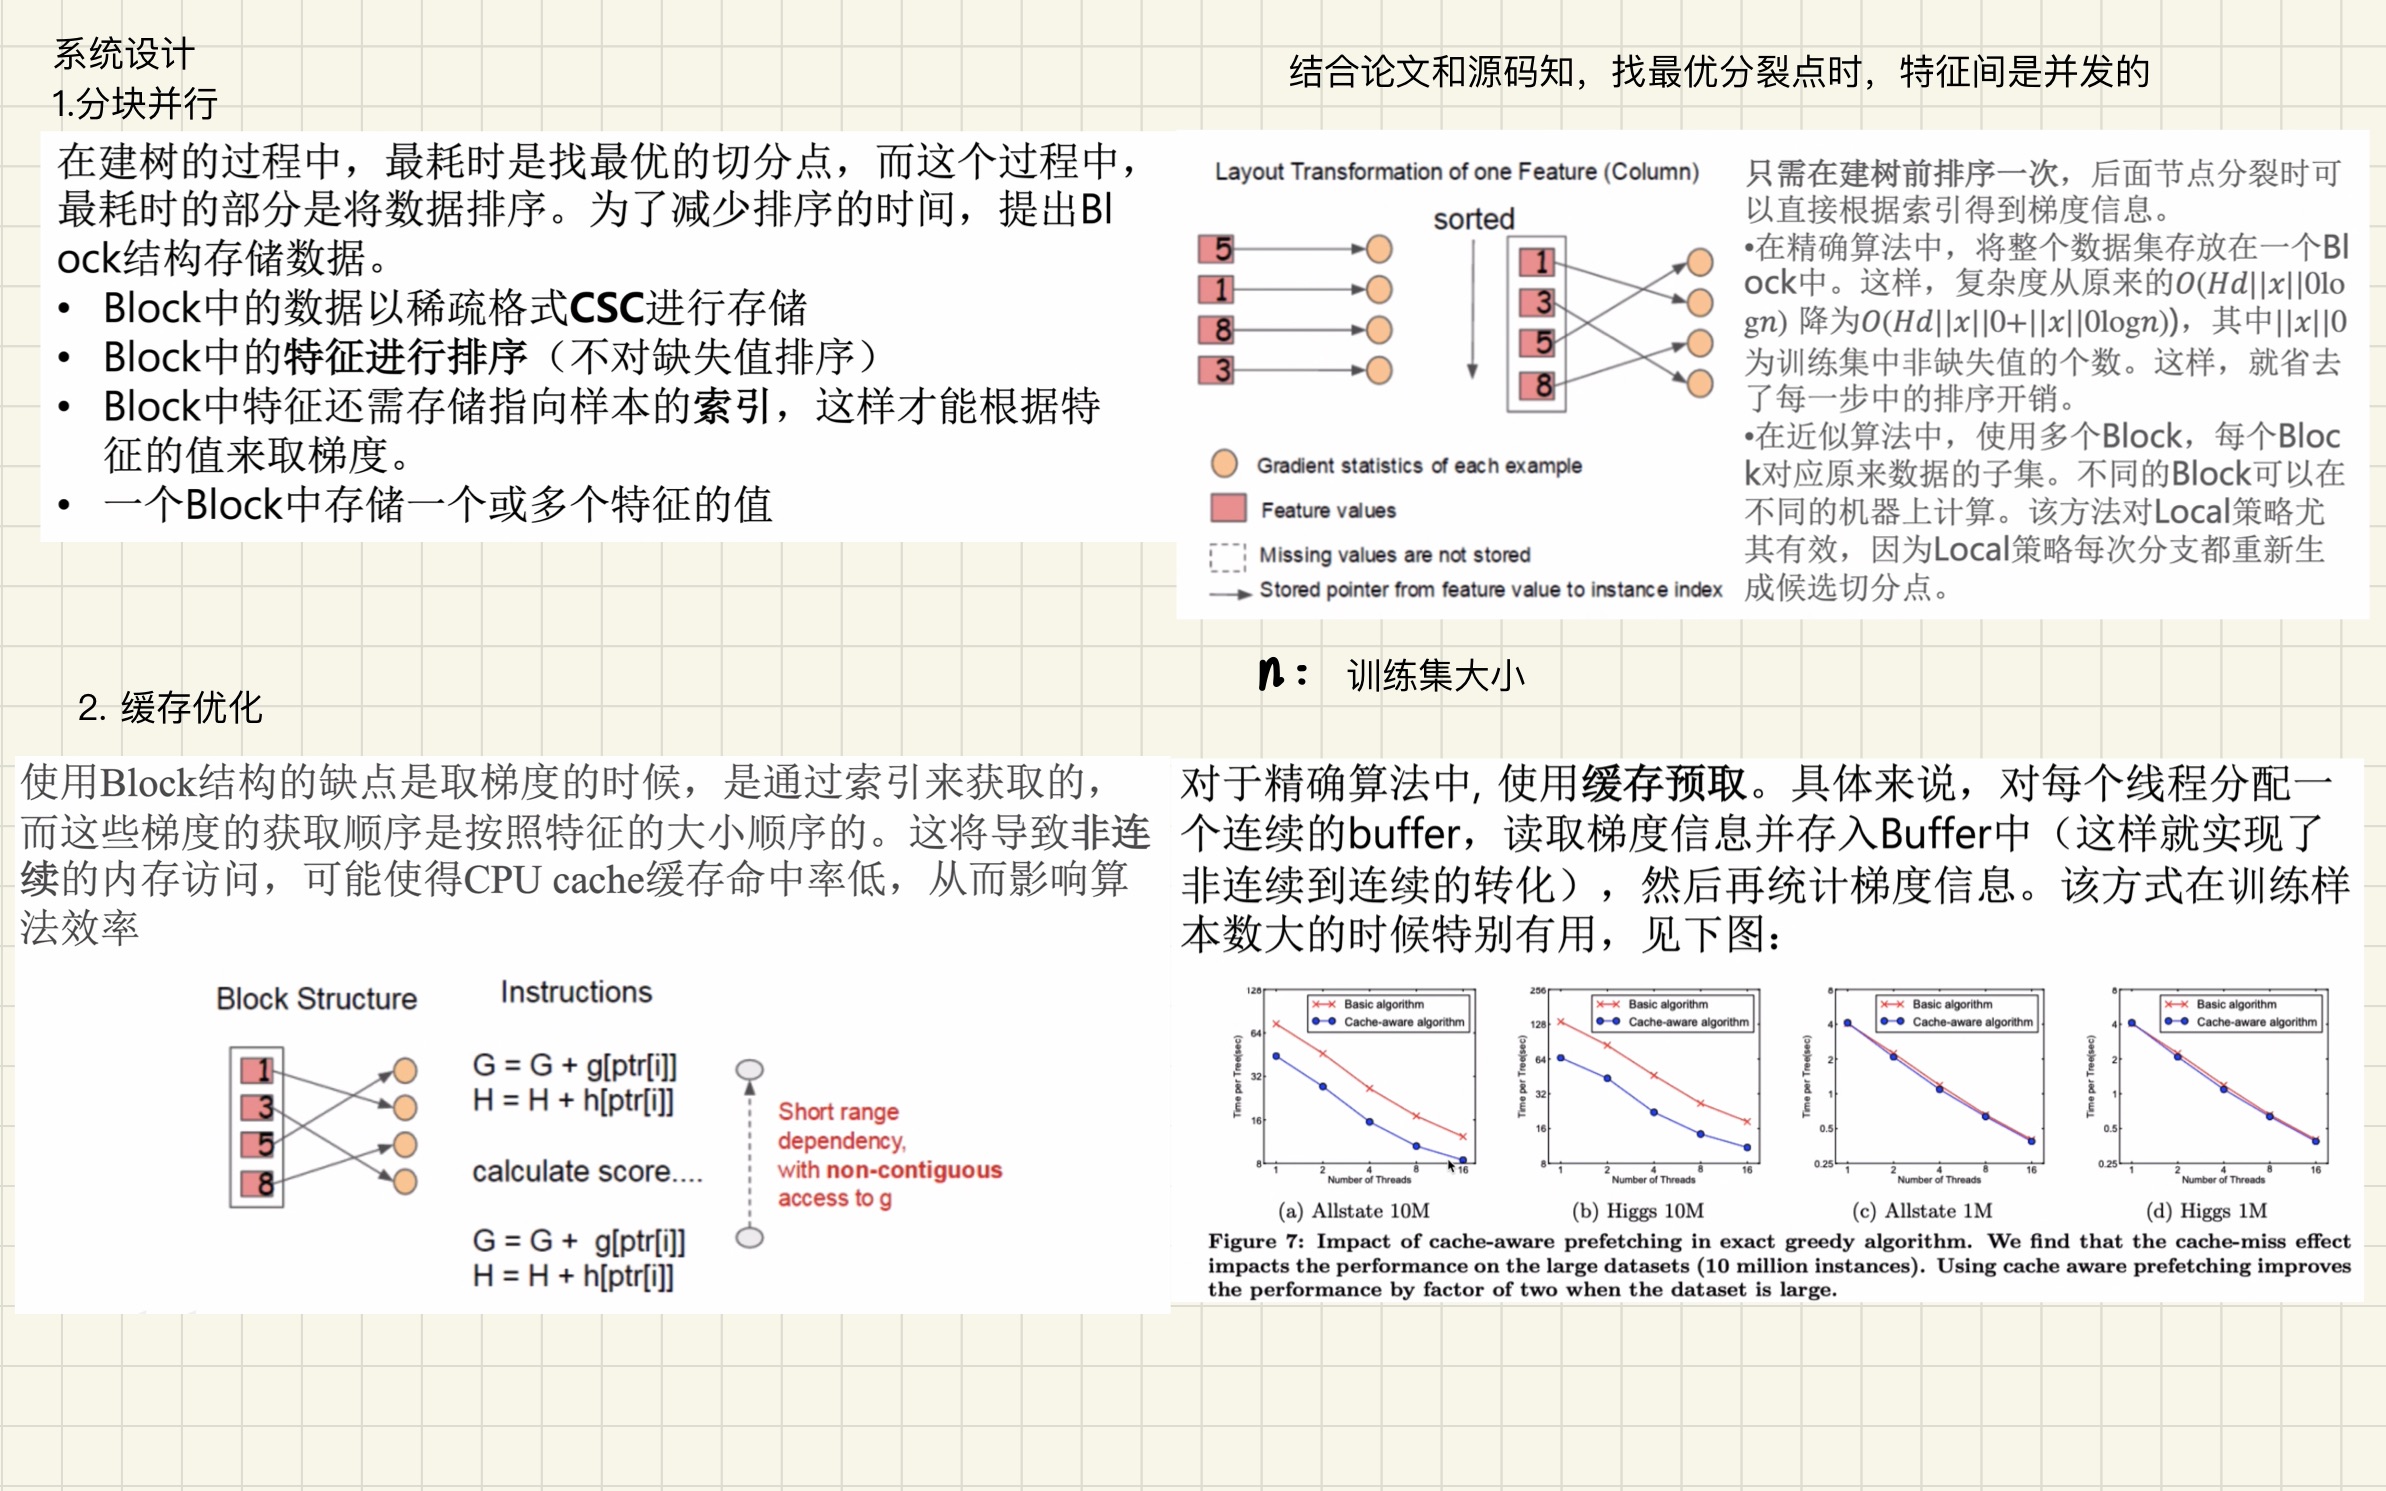 系统设计
1.分块并行
在建树的过程中，最耗时是找最优的切分点，而这个过程中，
最耗时的部分是将数据排序。为了减少排序的时间，提出Bl
ock结构存储数据。
• Block中的数据以稀疏格式CSC进行存储
• Block中的特征进行排序（不对缺失值排序）
• Block中特征还需存储指向样本的索引，这样才能根据特
征的值来取梯度。
• 一个Block中存储一个或多个特征的值
结合论文和源码知，找最优分裂点时，特征间是并发的
Layout Transformation of one Feature (Column)
sorted
5
1
8
3
1
3
5
8
Gradient statistics of each example
Feature values
Missing values are not stored
Stored pointer from feature value to instance index
只需在建树前排序一次，后面节点分裂时可
以直接根据索引得到梯度信息。
•在精确算法中，将整个数据集存放在一个Bl
ock中。这样，复杂度从原来的O(Hd||x||0lo
gn) 降为O(Hd||x||0+||x||0logn))，其中||x||0
为训练集中非缺失值的个数。这样，就省去
了每一步中的排序开销。
•在近似算法中，使用多个Block，每个Bloc
k对应原来数据的子集。不同的Block可以在
不同的机器上计算。该方法对Local策略尤
其有效，因为Local策略每次分支都重新生
成候选切分点。
n： 训练集大小
2. 缓存优化
使用Block结构的缺点是取梯度的时候，是通过索引来获取的，
而这些梯度的获取顺序是按照特征的大小顺序的。这将导致非连
续的内存访问，可能使得CPU cache缓存命中率低，从而影响算
法效率
Block Structure
Instructions
1
3
5
8
G = G + g[ptr[i]]
H = H + h[ptr[i]]
calculate score....
G = G + g[ptr[i]]
H = H + h[ptr[i]]
Short range
dependency,
with non-contiguous
access to g
对于精确算法中, 使用缓存预取。具体来说，对每个线程分配一
个连续的buffer，读取梯度信息并存入Buffer中（这样就实现了
非连续到连续的转化），然后再统计梯度信息。该方式在训练样
本数大的时候特别有用，见下图：
128
64
32
16
8
Time per Tree(sec)
Basic algorithm
Cache-aware algorithm
1 2 4 8 16
Number of Threads
(a) Allstate 10M
256
128
64
32
16
8
Time per Tree(sec)
Basic algorithm
Cache-aware algorithm
1 2 4 8 16
Number of Threads
(b) Higgs 10M
8
4
2
1
0.5
0.25
Time per Tree(sec)
Basic algorithm
Cache-aware algorithm
1 2 4 8 16
Number of Threads
(c) Allstate 1M
8
4
2
1
0.5
0.25
Time per Tree(sec)
Basic algorithm
Cache-aware algorithm
1 2 4 8 16
Number of Threads
(d) Higgs 1M
Figure 7: Impact of cache-aware prefetching in exact greedy algorithm. We find that the cache-miss effect
impacts the performance on the large datasets (10 million instances). Using cache aware prefetching improves
the performance by factor of two when the dataset is large.